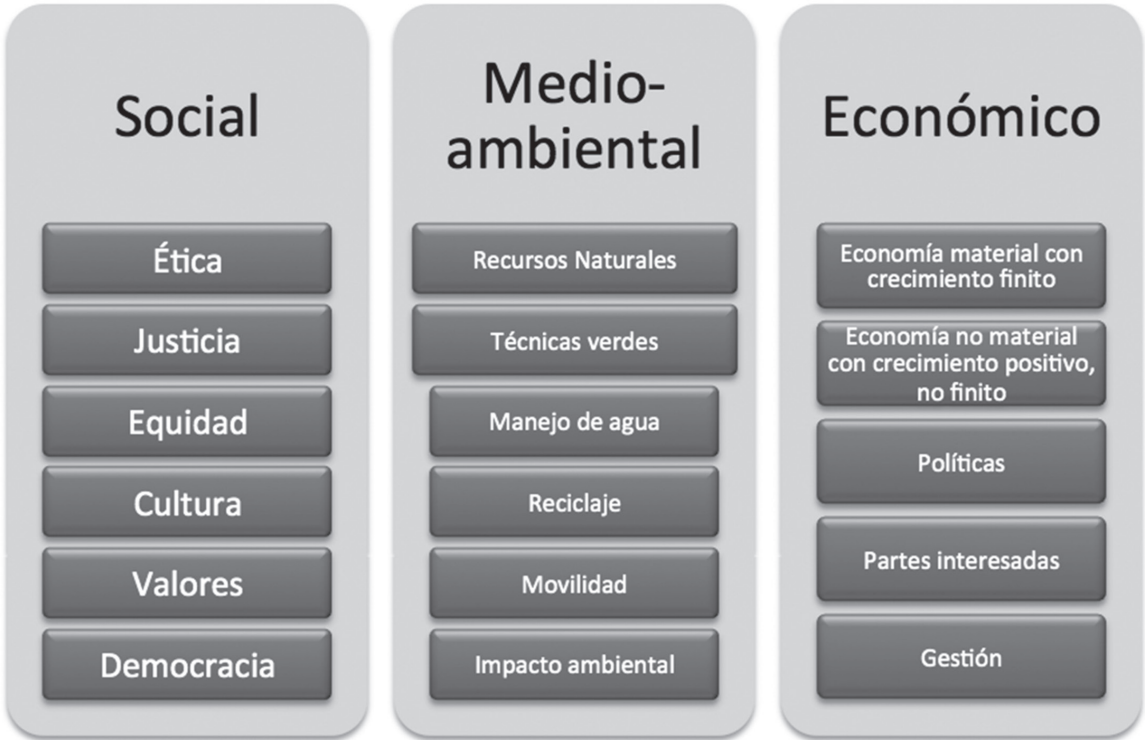 Social
Ética
Justicia
Equidad
Cultura
Valores
Democracia
Medio-
ambiental
Recursos Naturales
Técnicas verdes
Manejo de agua
Reciclaje
Movilidad
Impacto ambiental
Económico
Economía material con
crecimiento finito
Economía no material
con crecimiento positivo,
no finito
Políticas
Partes interesadas
Gestión